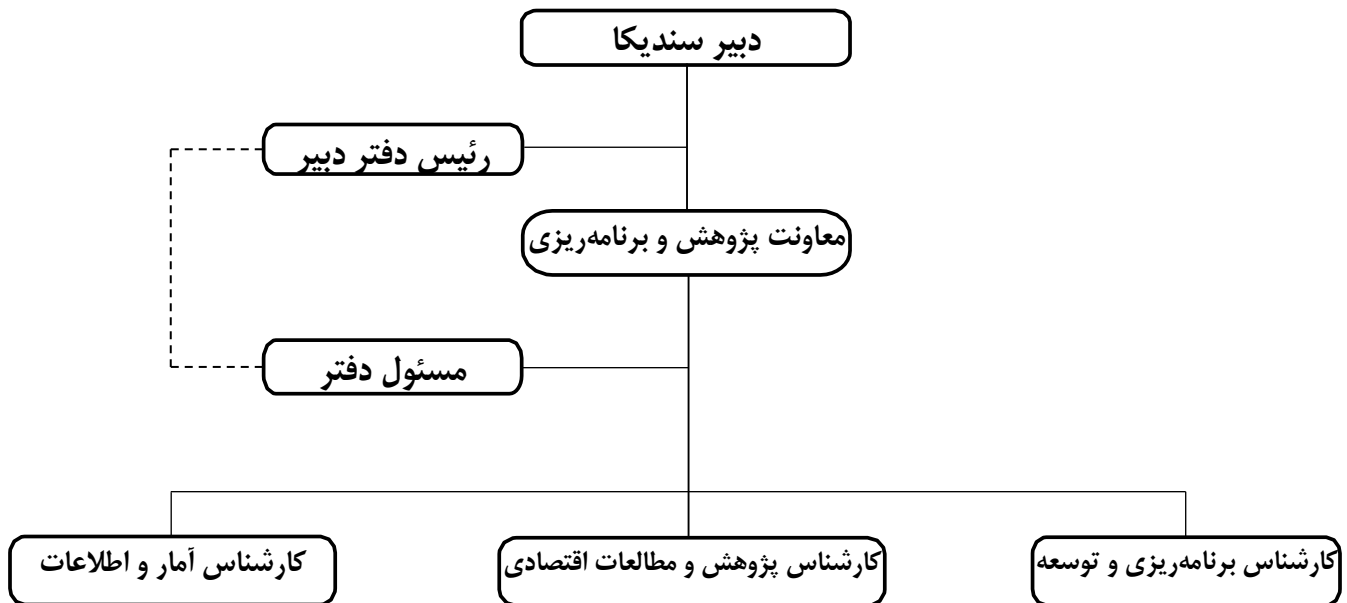 دبیر سندیکا
رئیس دفتر دبیر
معاونت پژوهش و برنامه‌ریزی
مسئول دفتر
کارشناس برنامه‌ریزی و توسعه
کارشناس پژوهش و مطالعات اقتصادی
کارشناس آمار و اطلاعات